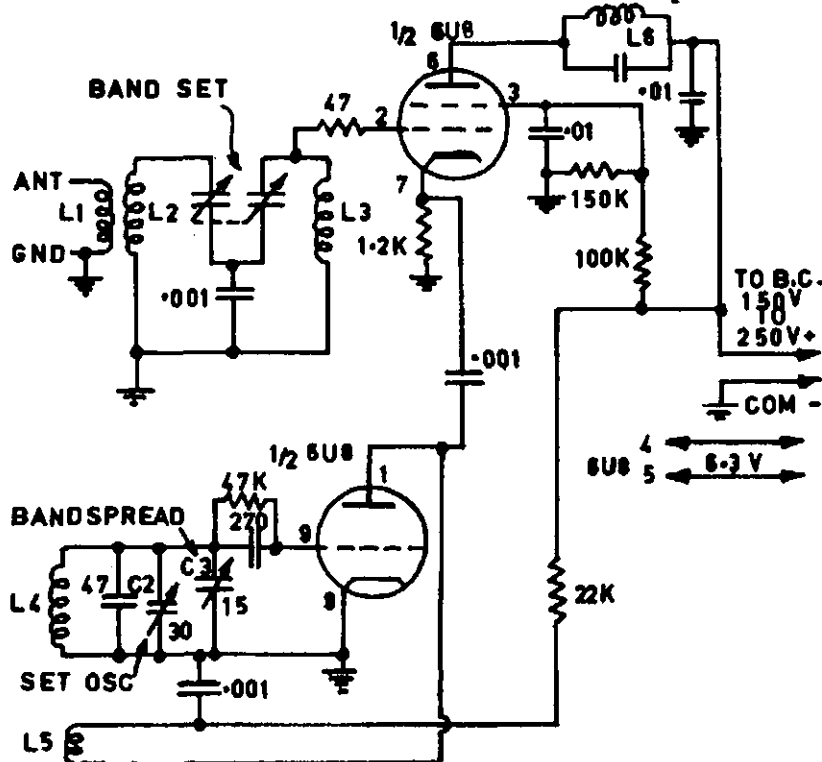 1/2 6U8
6
L6
.01
BAND SET
47
2
3
.01
ANT
L1
L2
L3
7
150K
GND
1.2K
100K
.001
TO B.C.
150V
TO
250V+
.001
COM -
1/2 6U8
4
6U8
5
6.3 V
47K
1
BANDSPREAD
270
9
C3
L4
47
C2
15
8
22K
30
SET OSC
.001
L5